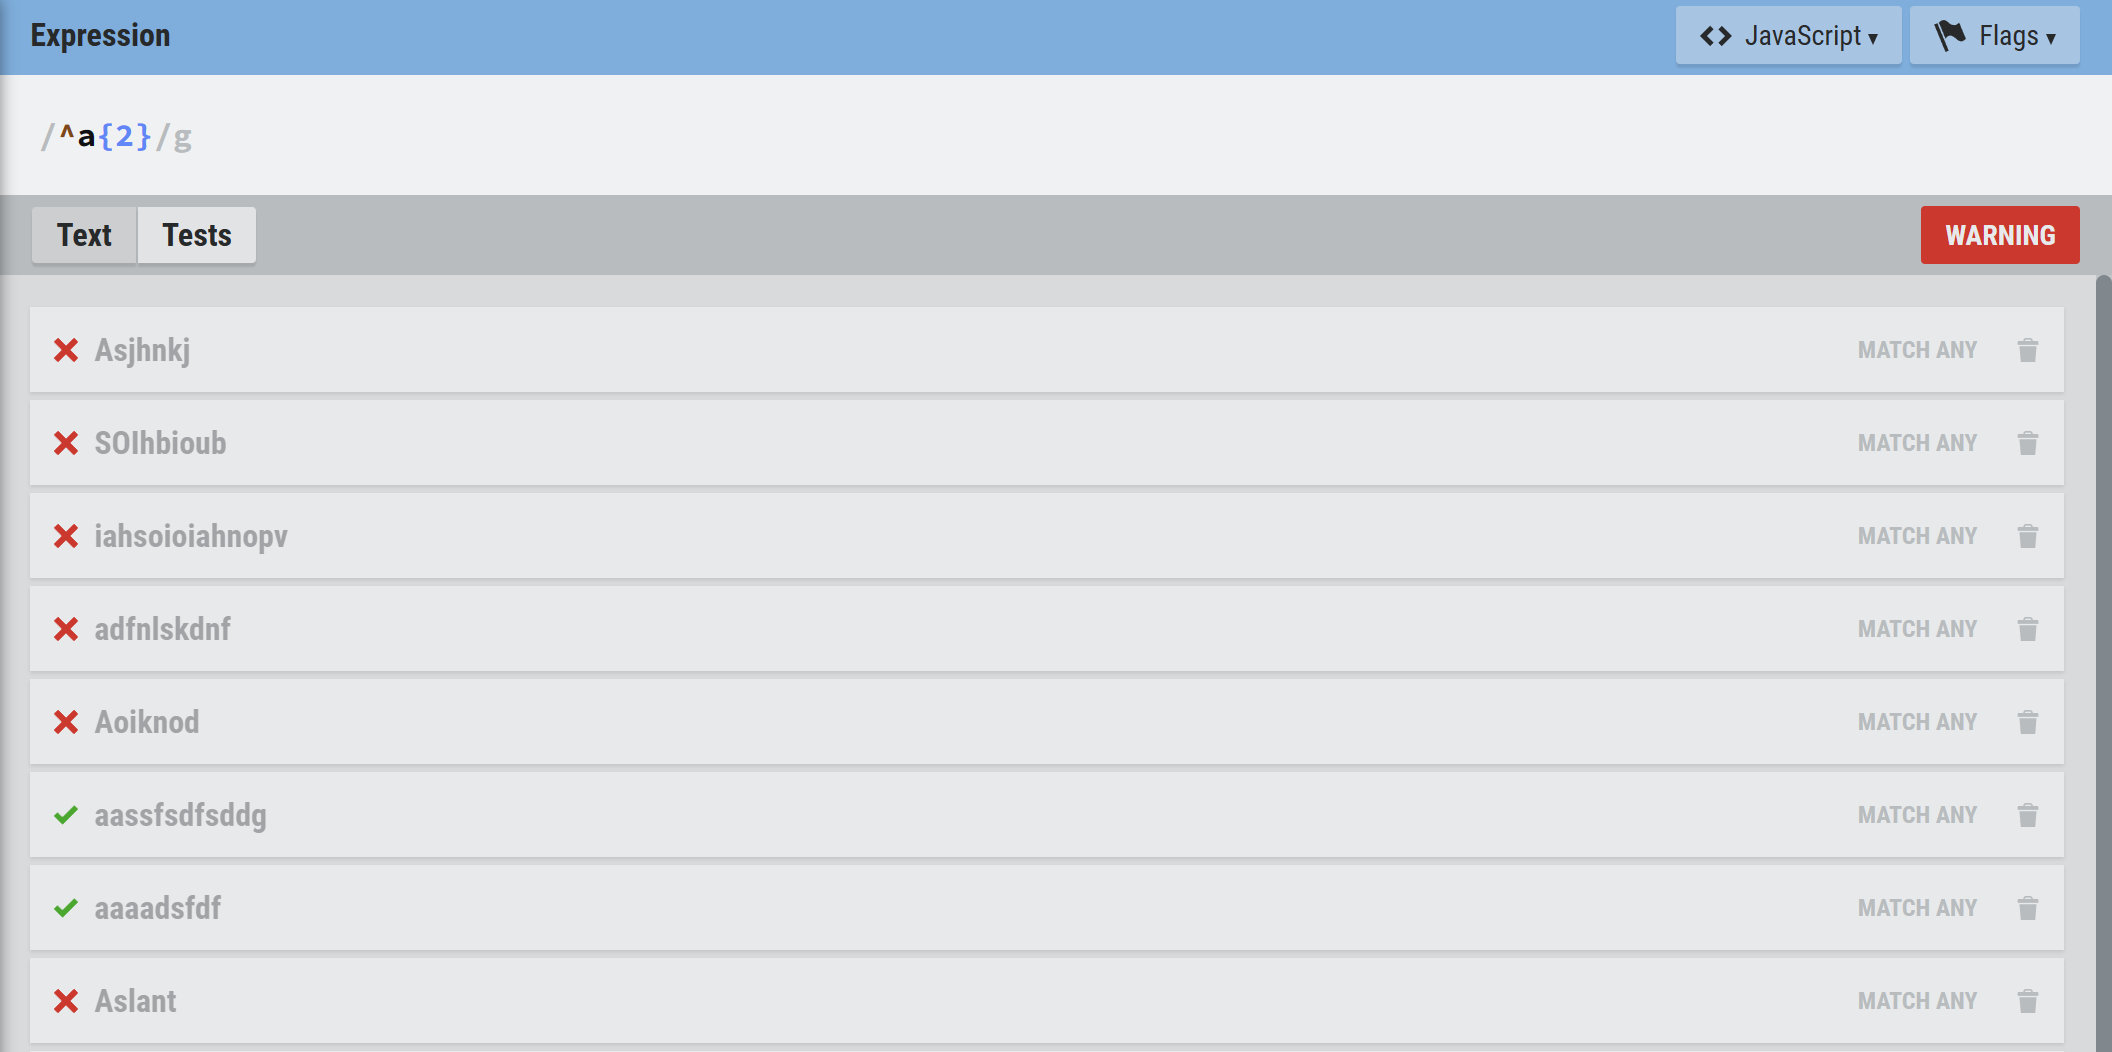 Expression
JavaScript ▾
Flags ▾
/^a{2}/g
Text
Tests
WARNING
Asjhnkj MATCH ANY
SOIhbioub MATCH ANY
iahsoioiahnopv MATCH ANY
adfnlskdnf MATCH ANY
Aoiknod MATCH ANY
aassfsdfsddg MATCH ANY
aaaadsfdf MATCH ANY
Aslant MATCH ANY